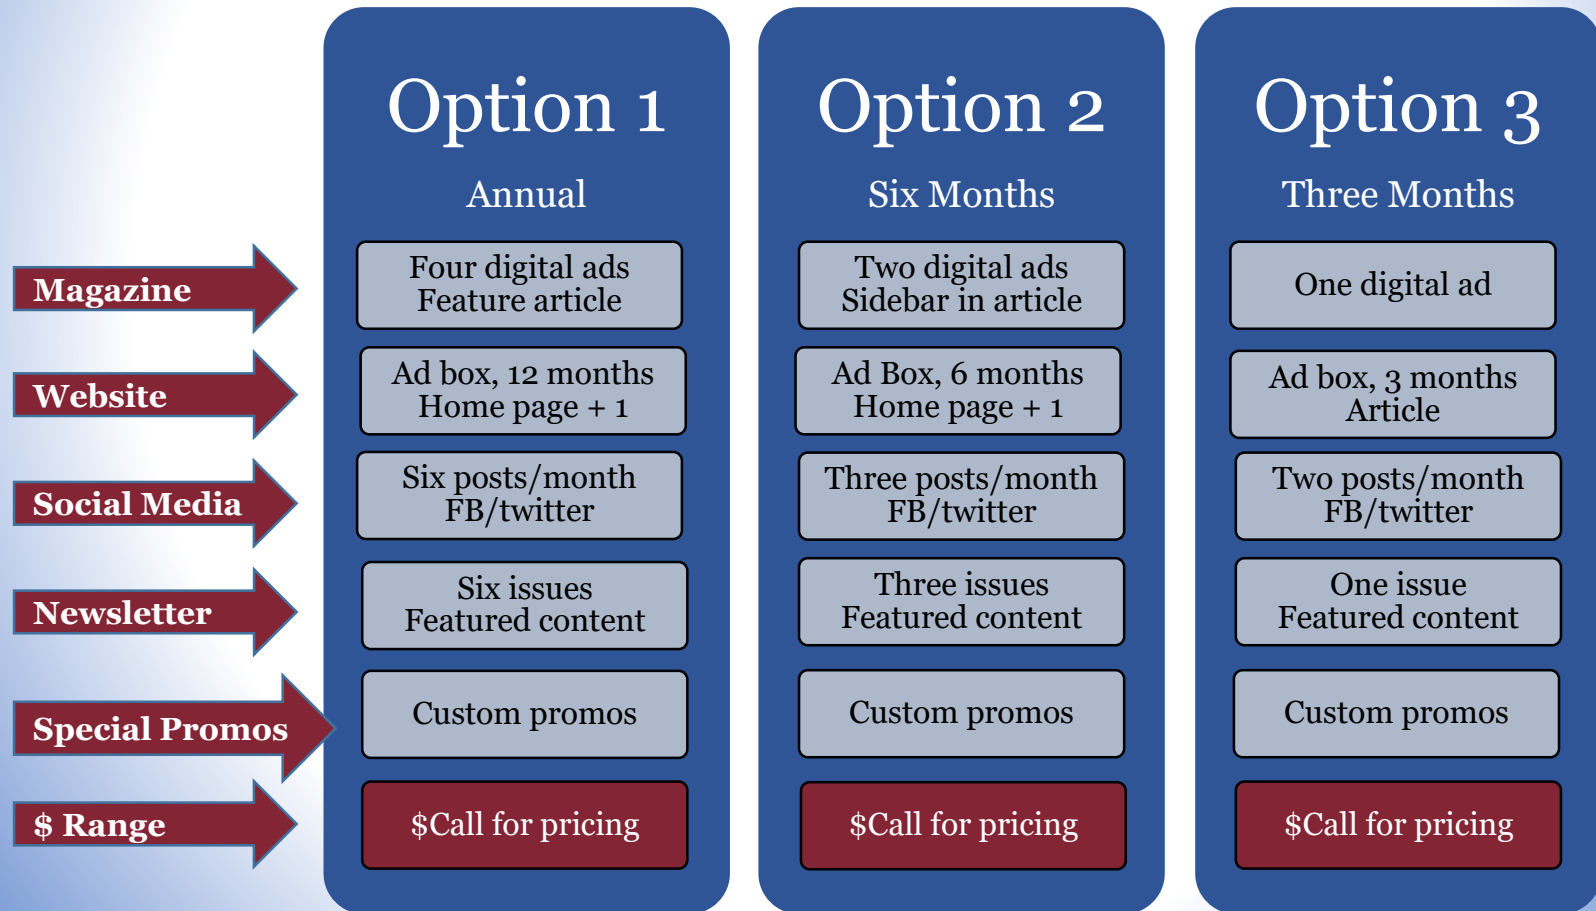 Option 1
Annual
Option 2
Six Months
Option 3
Three Months
Magazine
Four digital ads
Feature article
Two digital ads
Sidebar in article
One digital ad
Website
Ad box, 12 months
Home page + 1
Ad Box, 6 months
Home page + 1
Ad box, 3 months
Article
Social Media
Six posts/month
FB/twitter
Three posts/month
FB/twitter
Two posts/month
FB/twitter
Newsletter
Six issues
Featured content
Three issues
Featured content
One issue
Featured content
Special Promos
Custom promos
Custom promos
Custom promos
$ Range
$Call for pricing
$Call for pricing
$Call for pricing